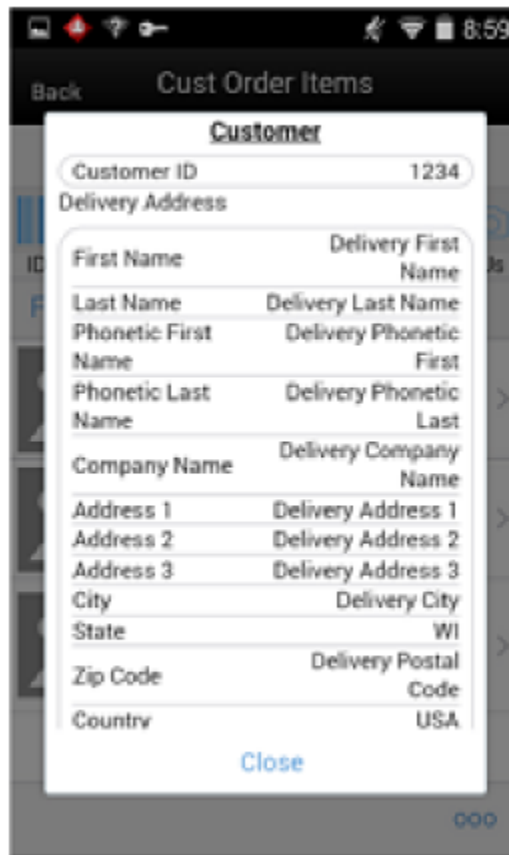 8:59
Back Cust Order Items
Customer
Customer ID 1234
Delivery Address
First Name Delivery First
Name
Last Name Delivery Last Name
Phonetic First Delivery Phonetic
Name First
Phonetic Last Delivery Phonetic
Name Last
Company Name Delivery Company
Name
Address 1 Delivery Address 1
Address 2 Delivery Address 2
Address 3 Delivery Address 3
City Delivery City
State WI
Zip Code Delivery Postal
Code
Country USA
Close